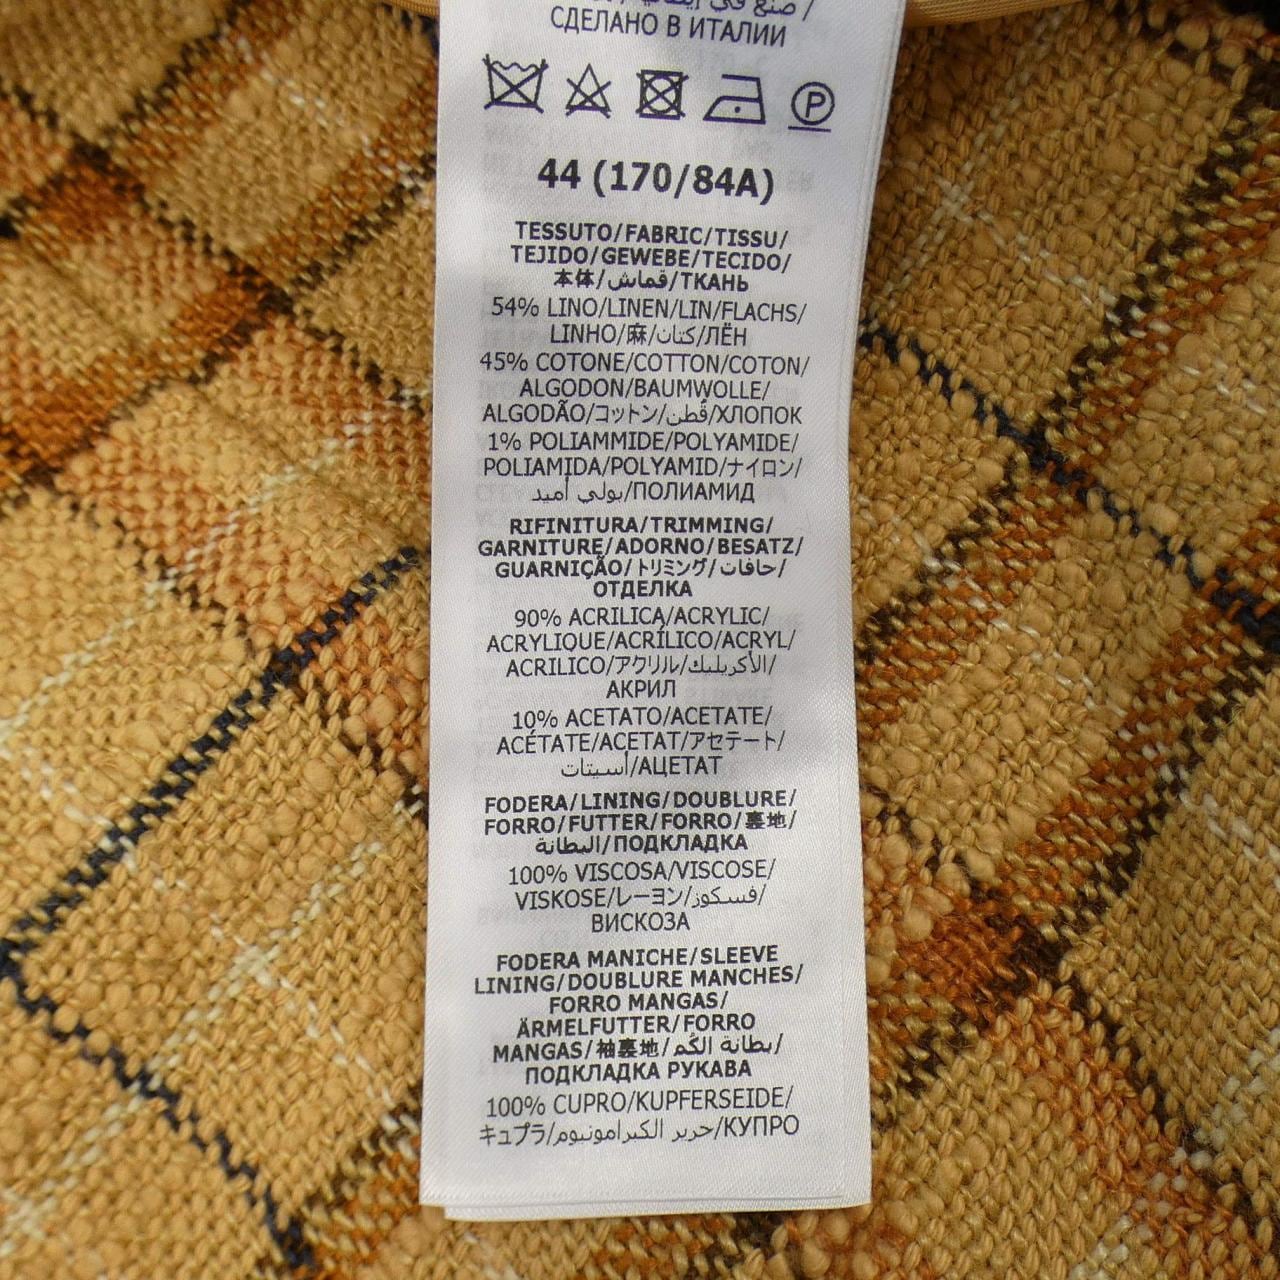 صنع في إيطاليا/
СДЕЛАНО В ИТАЛИИ
P
44 (170/84A)
TESSUTO/FABRIC/TISSU/
TEJIDO/GEWEBE/TECIDO/
本体/قماش/ТКАНЬ
54% LINO/LINEN/LIN/FLACHS/
LINHO/麻/كتان/ЛЁН
45% COTONE/COTTON/COTON/
ALGODON/BAUMWOLLE/
ALGODÃO/コットン/قُطن/ХЛОПОК
1% POLIAMMIDE/POLYAMIDE/
POLIAMIDA/POLYAMID/ナイロン/
بولي أميد/ПОЛИАМИД
RIFINITURA/TRIMMING/
GARNITURE/ADORNO/BESATZ/
GUARNIÇÃO/トリミング/حافات/
ОТДЕЛКА
90% ACRILICA/ACRYLIC/
ACRYLIQUE/ACRÍLICO/ACRYL/
ACRILICO/アクリル/الأكريليك/
АКРИЛ
10% ACETATO/ACETATE/
ACÉTATE/ACETAT/アセテート/
أسيتات/АЦЕТАТ
FODERA/LINING/DOUBLURE/
FORRO/FUTTER/FORRO/裏地/
البطانة/ПОДКЛАДКА
100% VISCOSA/VISCOSE/
VISKOSE/レーヨン/فسكوز/
ВИСКОЗА
FODERA MANICHE/SLEEVE
LINING/DOUBLURE MANCHES/
FORRO MANGAS/
ÄRMELFUTTER/FORRO
MANGAS/袖裏地/بطانة الكُم/
ПОДКЛАДКА РУКАВА
100% CUPRO/KUPFERSEIDE/
キュプラ/حرير الكبرامونيوم/КУПРО